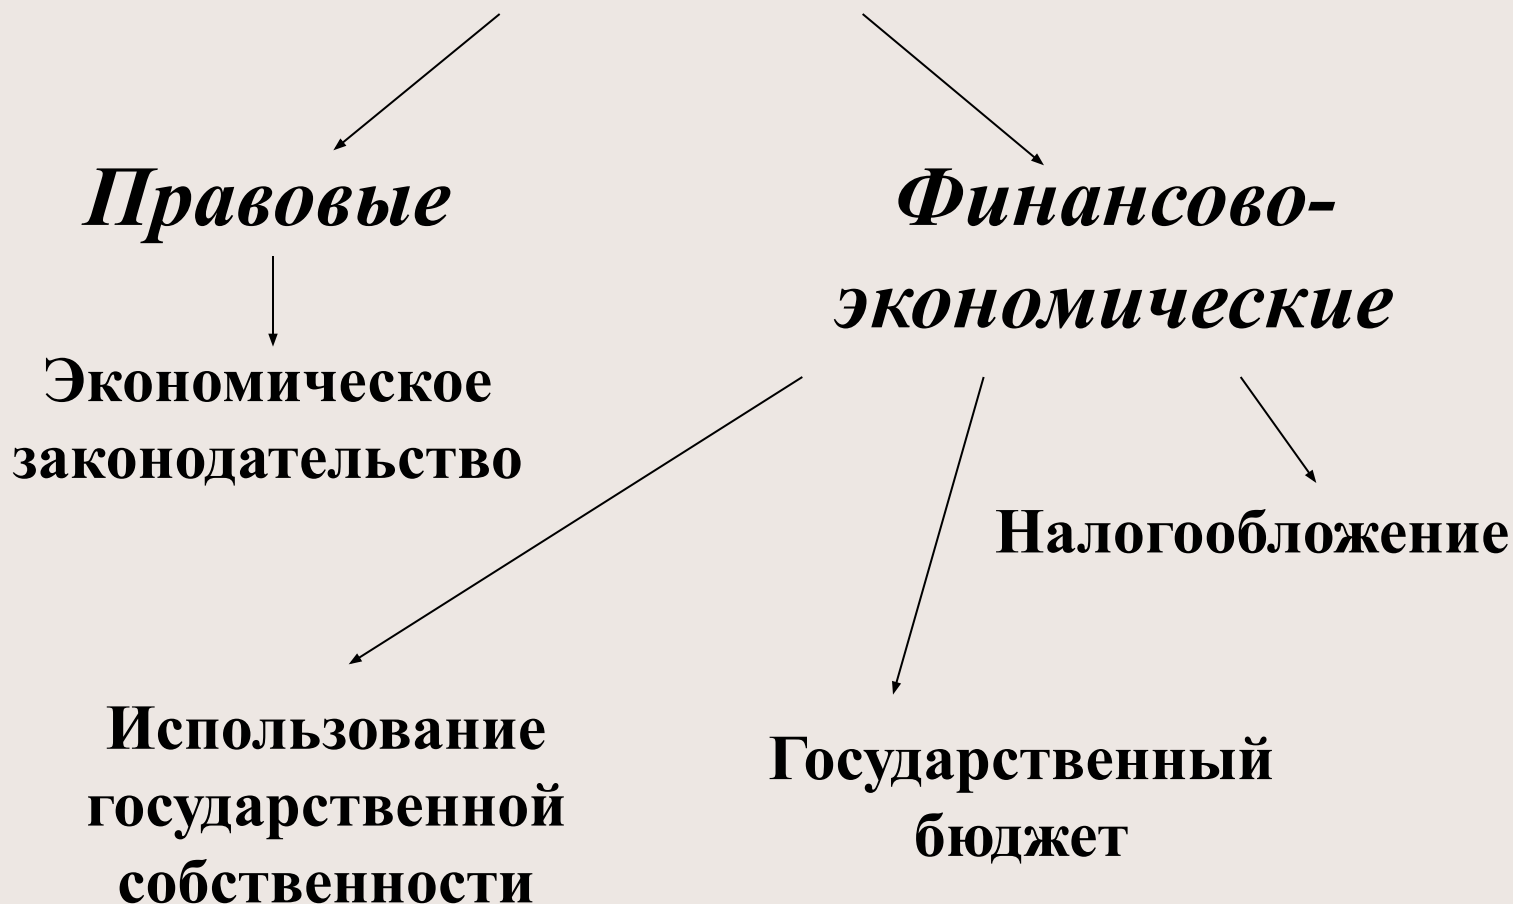 Правовые
Финансово-
экономические
Экономическое
законодательство
Налогообложение
Использование
государственной
собственности
Государственный
бюджет